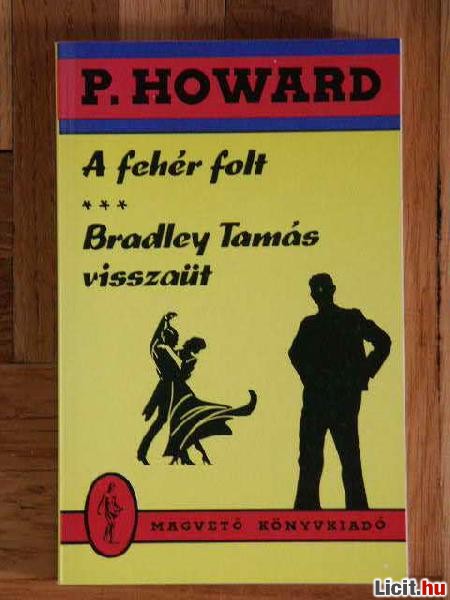 P. HOWARD
A fehér folt
***
Bradley Tamás
visszaüt
MAGVETŐ KÖNYVKIADÓ
Licit.hu